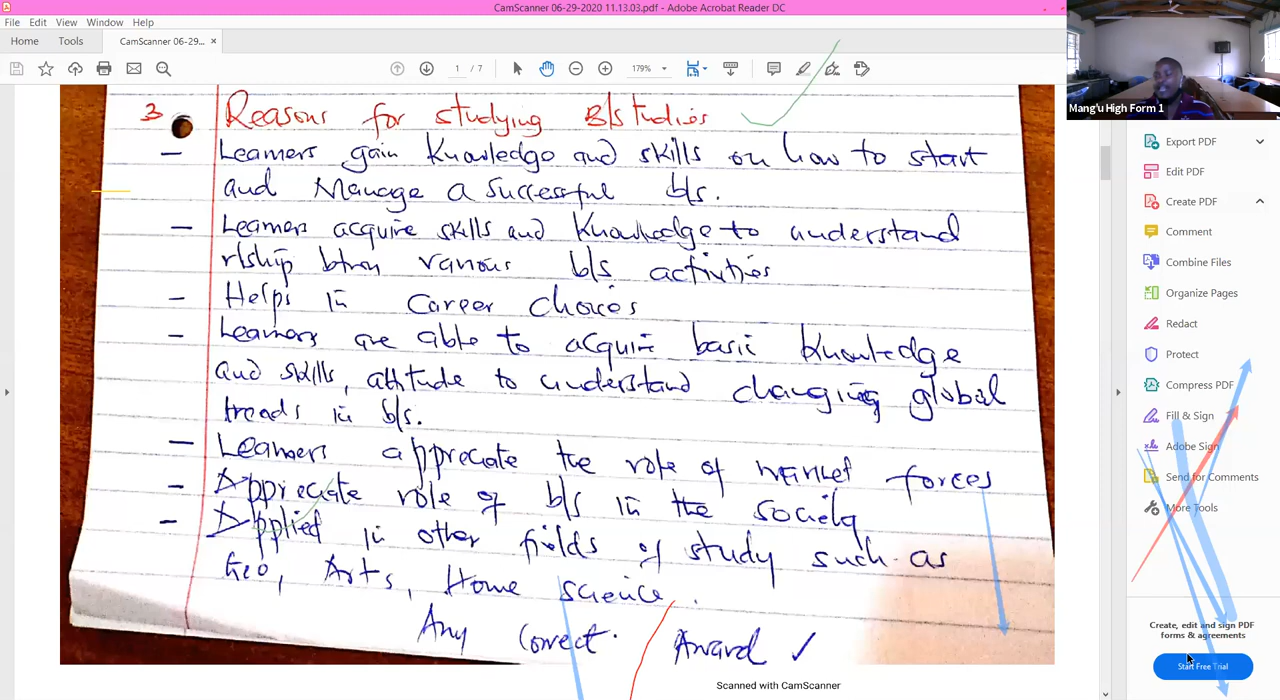 CamScanner 06-29-2020 11.13.03.pdf - Adobe Acrobat Reader DC
File Edit View Window Help
Home Tools CamScanner 06-29... ×
1 / 7 179%
Mang'u High Form 1
3 Reasons for studying B/Studies
- Learners gain knowledge and skills on how to start
and Manage a successful b/s.
- Learners acquire skills and knowledge to understand
r/ship btwn various b/s activities
- Helps in Career choices
- Learners are able to acquire basic knowledge
and skills, attitude to understand changing global
trends in b/s.
- Learners appreciate the role of market forces
- Appreciate role of b/s in the society
- Applied in other fields of study such as
Geo, Arts, Home science.
Any correct. Award ✓
Scanned with CamScanner
Export PDF
Edit PDF
Create PDF
Comment
Combine Files
Organize Pages
Redact
Protect
Compress PDF
Fill & Sign
Adobe Sign
Send for Comments
More Tools
Create, edit and sign PDF
forms & agreements
Start Free Trial